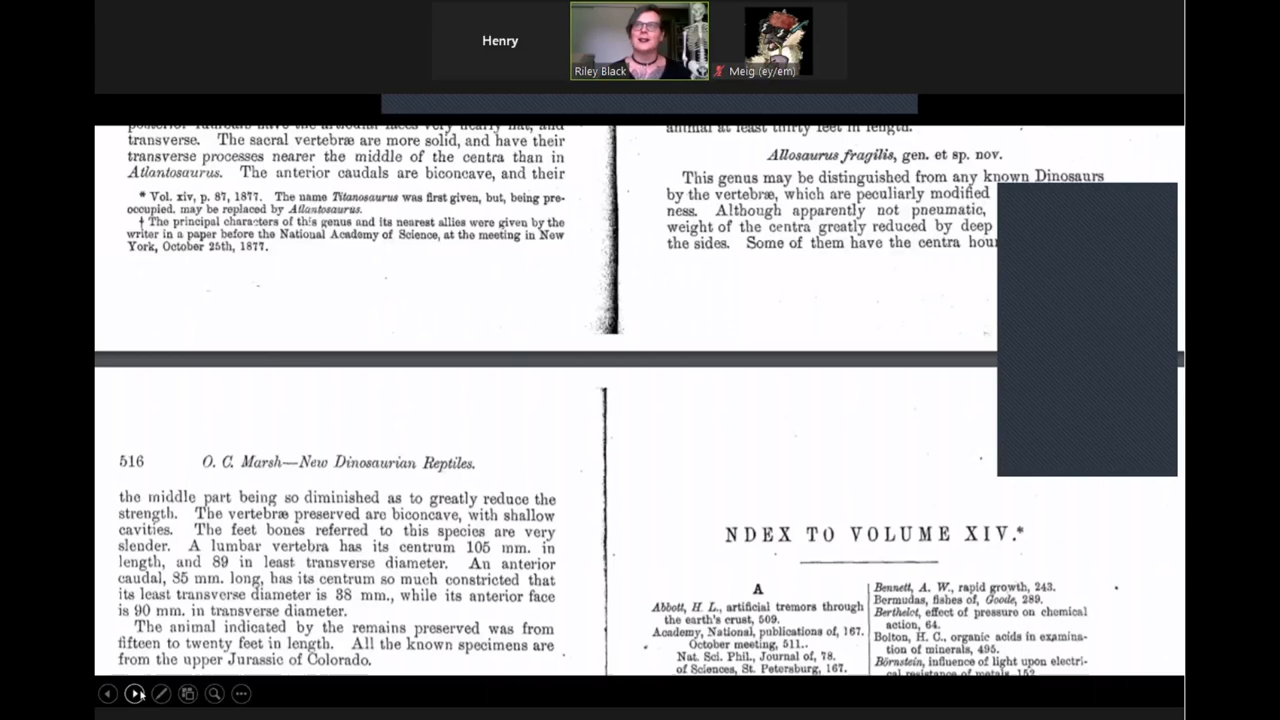 Henry
Riley Black
Meig (ey/em)
posterior
transverse. The sacral vertebræ are more solid, and have their
transverse processes nearer the middle of the centra than in
Atlantosaurus. The anterior caudals are biconcave, and their
* Vol. xiv, p. 87, 1877. The name Titanosaurus was first given, but, being pre-
occupied, may be replaced by Atlantosaurus.
† The principal characters of this genus and its nearest allies were given by the
writer in a paper before the National Academy of Science, at the meeting in New
York, October 25th, 1877.
animal at least thirty feet in length.
Allosaurus fragilis, gen. et sp. nov.
This genus may be distinguished from any known Dinosaurs
by the vertebræ, which are peculiarly modified
ness. Although apparently not pneumatic,
weight of the centra greatly reduced by deep
the sides. Some of them have the centra hour
516 O. C. Marsh—New Dinosaurian Reptiles.
the middle part being so diminished as to greatly reduce the
strength. The vertebræ preserved are biconcave, with shallow
cavities. The feet bones referred to this species are very
slender. A lumbar vertebra has its centrum 105 mm. in
length, and 89 in least transverse diameter. An anterior
caudal, 85 mm. long, has its centrum so much constricted that
its least transverse diameter is 38 mm., while its anterior face
is 90 mm. in transverse diameter.
The animal indicated by the remains preserved was from
fifteen to twenty feet in length. All the known specimens are
from the upper Jurassic of Colorado.
NDEX TO VOLUME XIV.*
A
Abbott, H. L., artificial tremors through
the earth's crust, 509.
Academy, National, publications of, 167.
October meeting, 511..
Nat. Sci. Phil., Journal of, 78.
of Sciences, St. Petersburg, 167.
Bennett, A. W., rapid growth, 243.
Bermudas, fishes of, Goode, 289.
Berthelot, effect of pressure on chemical
action, 64.
Bolton, H. C., organic acids in examina-
tion of minerals, 495.
Börnstein, influence of light upon electri-
cal resistance of metals, 152